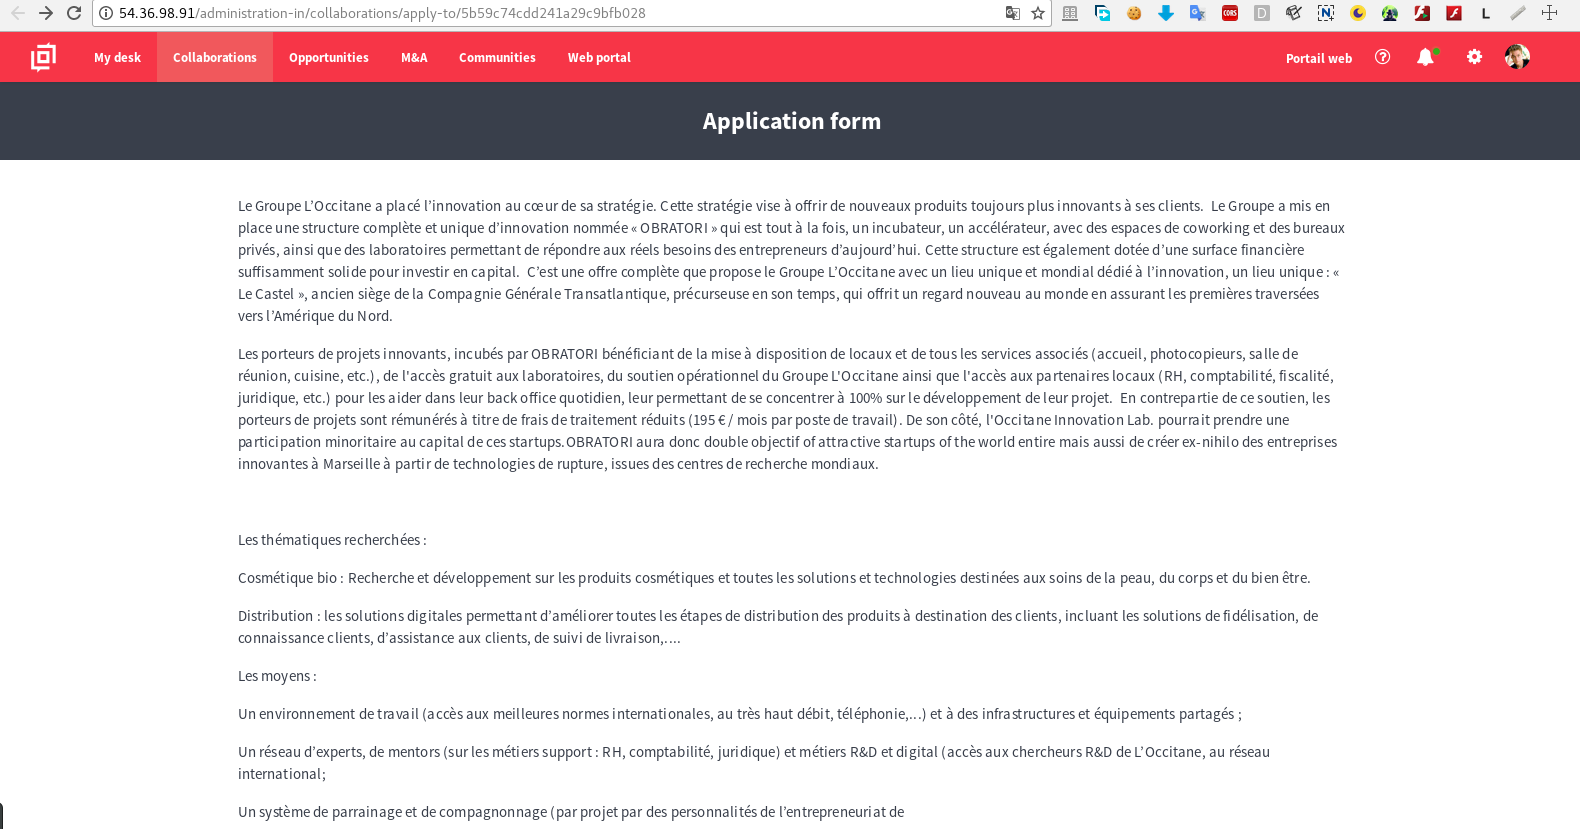 54.36.98.91/administration-in/collaborations/apply-to/5b59c74cdd241a29c9bfb028
CORS
D
N
L
My desk
Collaborations
Opportunities
M&A
Communities
Web portal
Portail web
Application form
Le Groupe L’Occitane a placé l’innovation au cœur de sa stratégie. Cette stratégie vise à offrir de nouveaux produits toujours plus innovants à ses clients.  Le Groupe a mis en
place une structure complète et unique d’innovation nommée « OBRATORI » qui est tout à la fois, un incubateur, un accélérateur, avec des espaces de coworking et des bureaux
privés, ainsi que des laboratoires permettant de répondre aux réels besoins des entrepreneurs d’aujourd’hui. Cette structure est également dotée d’une surface financière
suffisamment solide pour investir en capital.  C’est une offre complète que propose le Groupe L’Occitane avec un lieu unique et mondial dédié à l’innovation, un lieu unique : «
Le Castel », ancien siège de la Compagnie Générale Transatlantique, précurseuse en son temps, qui offrit un regard nouveau au monde en assurant les premières traversées
vers l’Amérique du Nord.
Les porteurs de projets innovants, incubés par OBRATORI bénéficiant de la mise à disposition de locaux et de tous les services associés (accueil, photocopieurs, salle de
réunion, cuisine, etc.), de l'accès gratuit aux laboratoires, du soutien opérationnel du Groupe L'Occitane ainsi que l'accès aux partenaires locaux (RH, comptabilité, fiscalité,
juridique, etc.) pour les aider dans leur back office quotidien, leur permettant de se concentrer à 100% sur le développement de leur projet.  En contrepartie de ce soutien, les
porteurs de projets sont rémunérés à titre de frais de traitement réduits (195 € / mois par poste de travail). De son côté, l'Occitane Innovation Lab. pourrait prendre une
participation minoritaire au capital de ces startups.OBRATORI aura donc double objectif of attractive startups of the world entire mais aussi de créer ex-nihilo des entreprises
innovantes à Marseille à partir de technologies de rupture, issues des centres de recherche mondiaux.
Les thématiques recherchées :
Cosmétique bio : Recherche et développement sur les produits cosmétiques et toutes les solutions et technologies destinées aux soins de la peau, du corps et du bien être.
Distribution : les solutions digitales permettant d’améliorer toutes les étapes de distribution des produits à destination des clients, incluant les solutions de fidélisation, de
connaissance clients, d’assistance aux clients, de suivi de livraison,....
Les moyens :
Un environnement de travail (accès aux meilleures normes internationales, au très haut débit, téléphonie,...) et à des infrastructures et équipements partagés ;
Un réseau d’experts, de mentors (sur les métiers support : RH, comptabilité, juridique) et métiers R&D et digital (accès aux chercheurs R&D de L’Occitane, au réseau
international;
Un système de parrainage et de compagnonnage (par projet par des personnalités de l’entrepreneuriat de